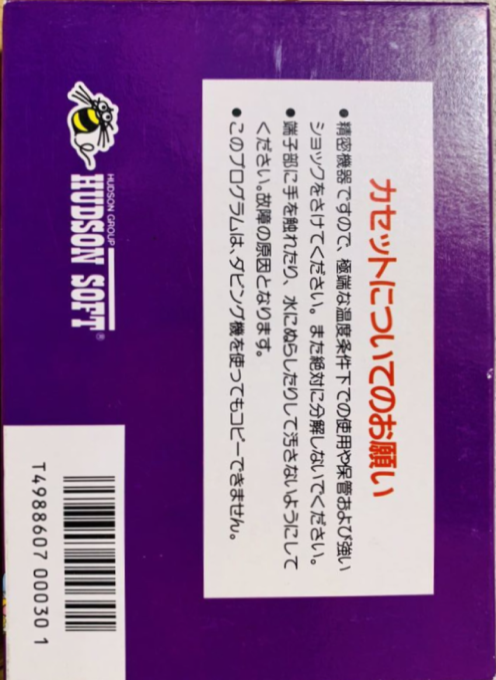 カセットについてのお願い
●精密機器ですので、極端な温度条件下での使用や保管および強い
ショックをさけてください。また絶対に分解しないでください。
●端子部に手を触れたり、水にぬらしたりして汚さないようにして
ください。故障の原因となります。
●このプログラムは、ダビング機を使ってもコピーできません。
HUDSON GROUP
HUDSON SOFT®
T4988607 000030 1